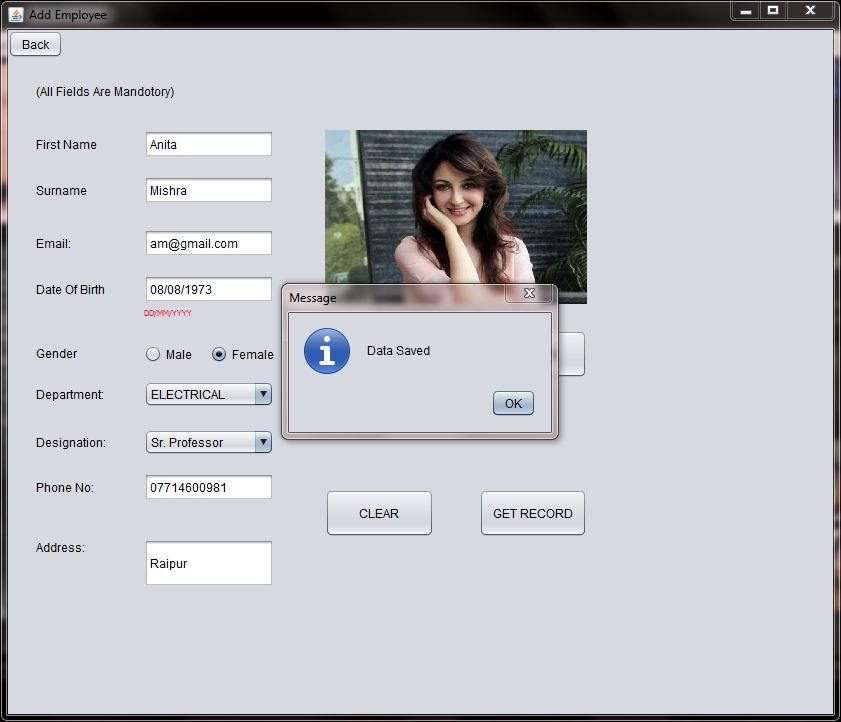 Add Employee
Back
(All Fields Are Mandotory)
First Name Anita
Surname Mishra
Email: am@gmail.com
Date Of Birth 08/08/1973
DD/MM/YYYY
Message
Data Saved
OK
Gender Male Female
Department: ELECTRICAL
Designation: Sr. Professor
Phone No: 07714600981
CLEAR GET RECORD
Address: Raipur